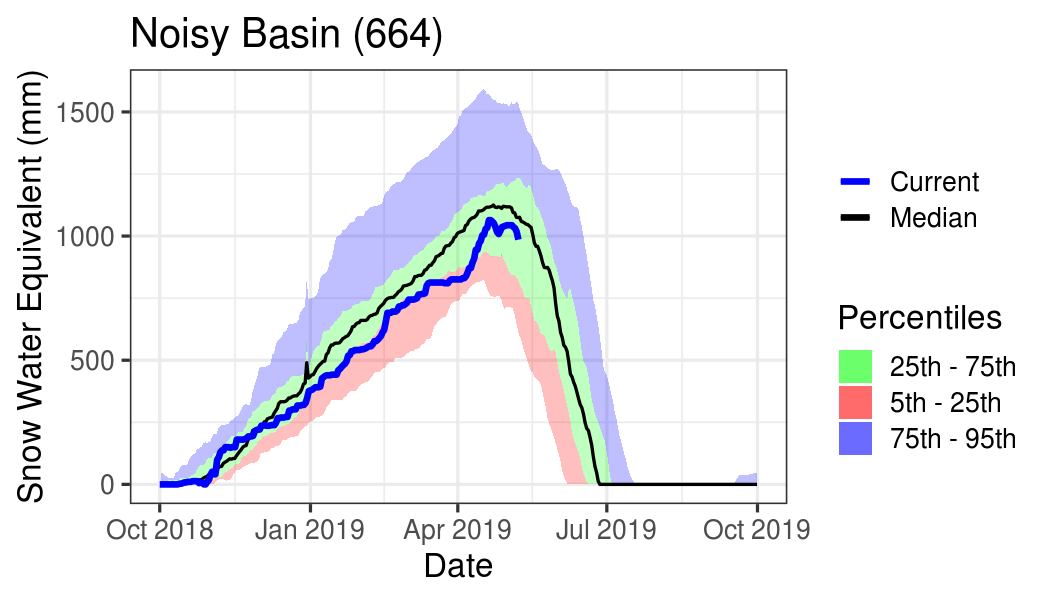 Noisy Basin (664)
Snow Water Equivalent (mm)
1500
1000
500
0
Oct 2018
Jan 2019
Apr 2019
Jul 2019
Oct 2019
Date
Current
Median
Percentiles
25th - 75th
5th - 25th
75th - 95th